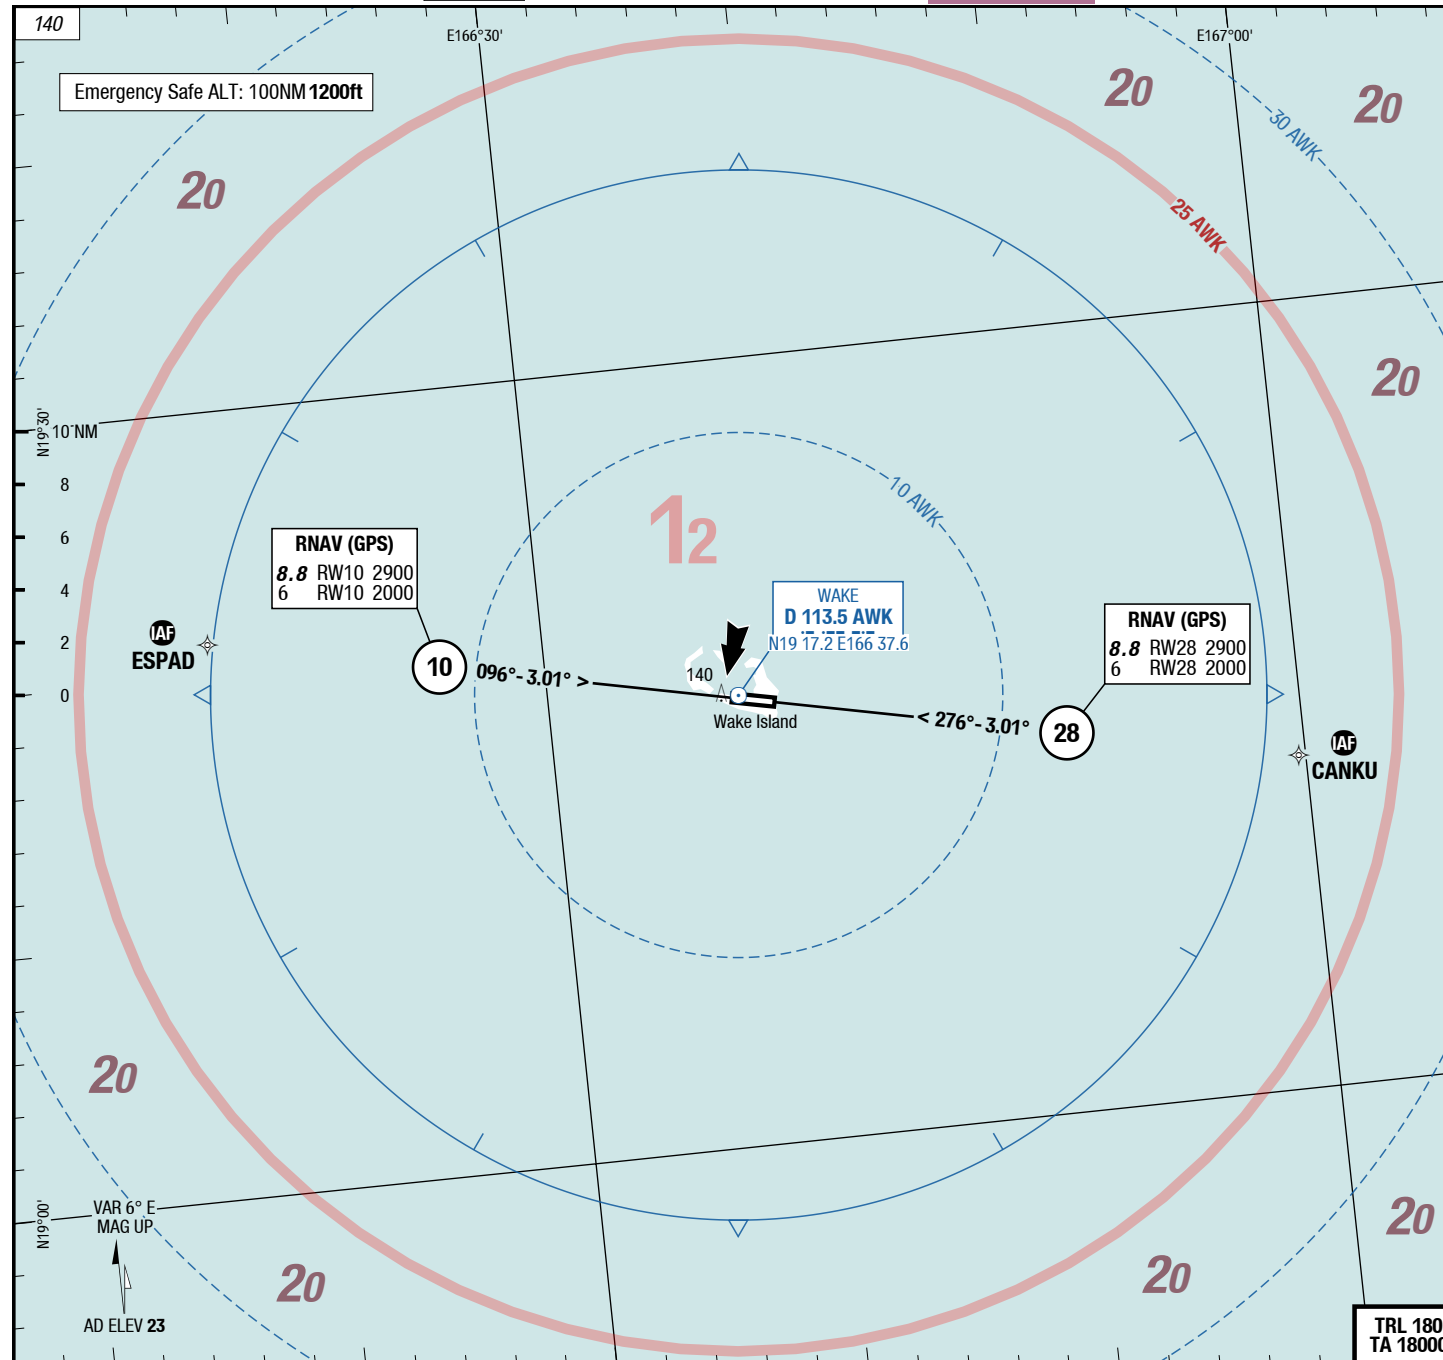 140
E166°30'
E167°00'
Emergency Safe ALT: 100NM 1200ft
20
20
20
30 AWK
25 AWK
20
N19°30'
10 NM
8
6
4
2
0
10 AWK
12
RNAV (GPS)
8.8 RW10 2900
6 RW10 2000
WAKE
D 113.5 AWK
N19 17.2 E166 37.6
RNAV (GPS)
8.8 RW28 2900
6 RW28 2000
IAF
ESPAD
10
096°- 3.01° >
140
Wake Island
< 276°- 3.01°
28
IAF
CANKU
20
N19°00'
VAR 6° E
MAG UP
AD ELEV 23
20
20
20
TRL 180
TA 1800